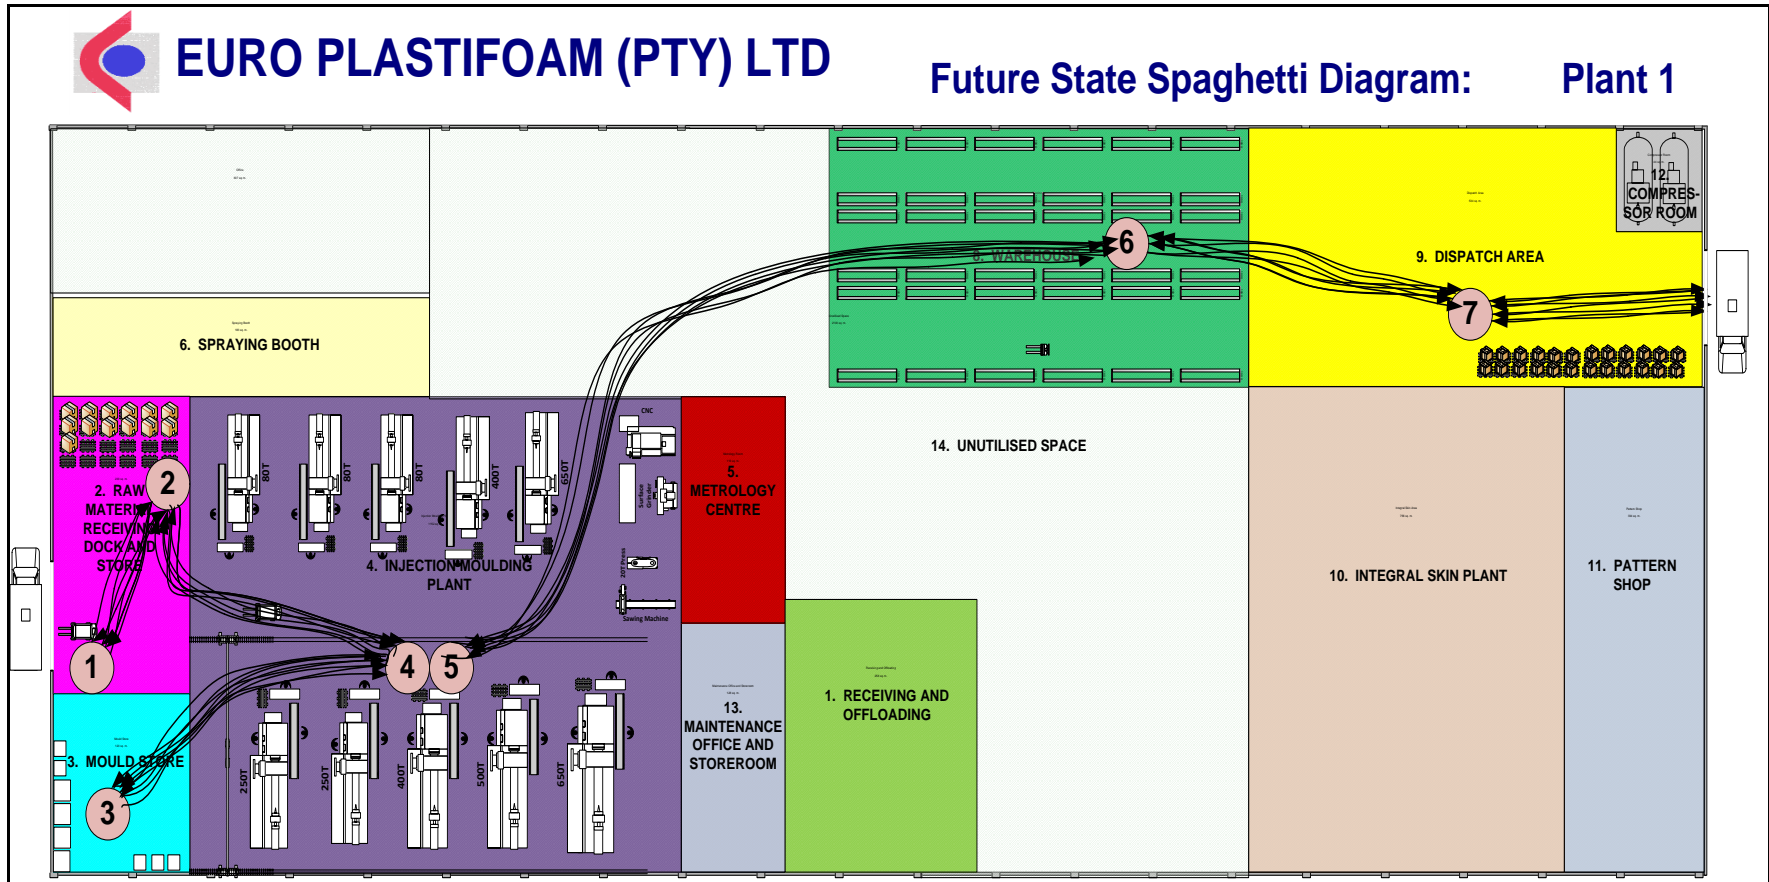 EURO PLASTIFOAM (PTY) LTD
Future State Spaghetti Diagram: Plant 1
12.
COMPRES-
SOR ROOM
6
8. WAREHOUSE
9. DISPATCH AREA
7
6. SPRAYING BOOTH
CNC
80T
80T
80T
400T
650T
Surface
Grinder
14. UNUTILISED SPACE
5.
METROLOGY
CENTRE
2
2. RAW
MATERIAL
RECEIVING
DOCK AND
STORE
20T Press
4. INJECTION MOULDING
PLANT
Sawing Machine
10. INTEGRAL SKIN PLANT
11. PATTERN
SHOP
1
4
5
13.
MAINTENANCE
OFFICE AND
STOREROOM
1. RECEIVING AND
OFFLOADING
3. MOULD STORE
3
250T
250T
400T
500T
650T